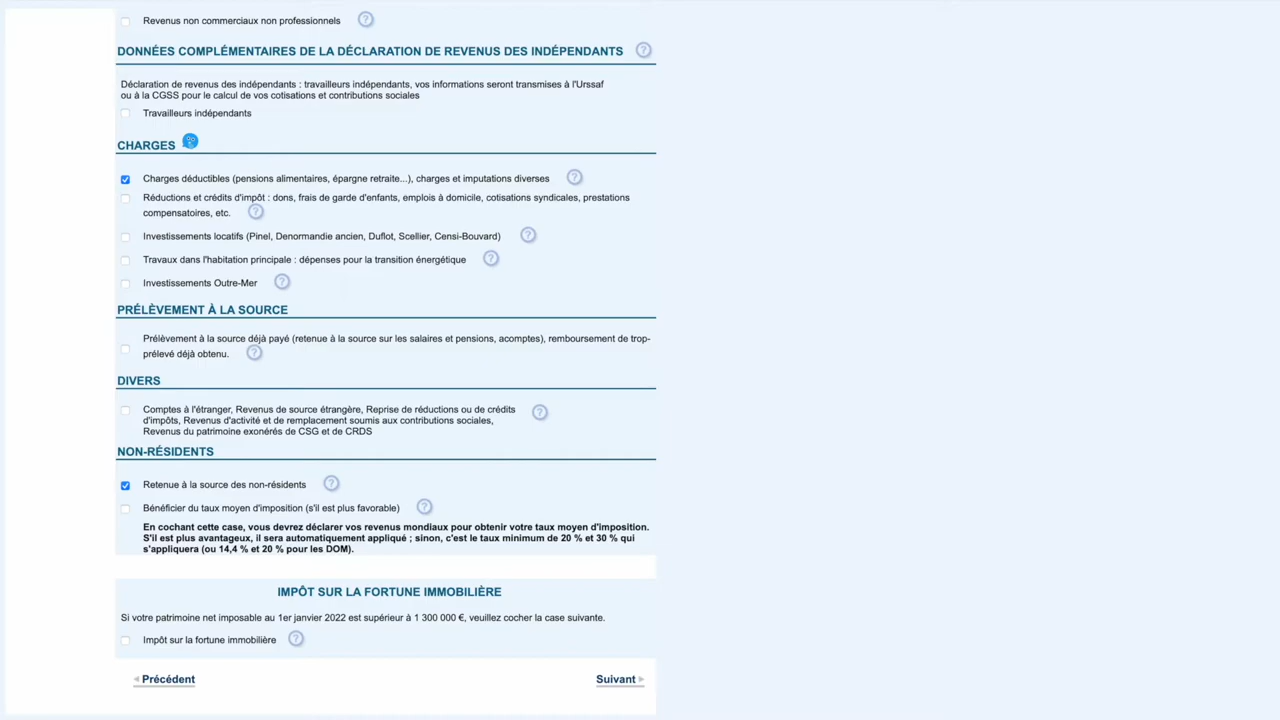 Revenus non commerciaux non professionnels ?
DONNÉES COMPLÉMENTAIRES DE LA DÉCLARATION DE REVENUS DES INDÉPENDANTS ?
Déclaration de revenus des indépendants : travailleurs indépendants, vos informations seront transmises à l'Urssaf
ou à la CGSS pour le calcul de vos cotisations et contributions sociales
Travailleurs indépendants
CHARGES
Charges déductibles (pensions alimentaires, épargne retraite...), charges et imputations diverses ?
Réductions et crédits d'impôt : dons, frais de garde d'enfants, emplois à domicile, cotisations syndicales, prestations
compensatoires, etc. ?
Investissements locatifs (Pinel, Denormandie ancien, Duflot, Scellier, Censi-Bouvard) ?
Travaux dans l'habitation principale : dépenses pour la transition énergétique ?
Investissements Outre-Mer ?
PRÉLÈVEMENT À LA SOURCE
Prélèvement à la source déjà payé (retenue à la source sur les salaires et pensions, acomptes), remboursement de trop-
prélevé déjà obtenu. ?
DIVERS
Comptes à l'étranger, Revenus de source étrangère, Reprise de réductions ou de crédits ?
d'impôts, Revenus d'activité et de remplacement soumis aux contributions sociales,
Revenus du patrimoine exonérés de CSG et de CRDS
NON-RÉSIDENTS
Retenue à la source des non-résidents ?
Bénéficier du taux moyen d'imposition (s'il est plus favorable) ?
En cochant cette case, vous devrez déclarer vos revenus mondiaux pour obtenir votre taux moyen d'imposition.
S'il est plus avantageux, il sera automatiquement appliqué ; sinon, c'est le taux minimum de 20 % et 30 % qui
s'appliquera (ou 14,4 % et 20 % pour les DOM).
IMPÔT SUR LA FORTUNE IMMOBILIÈRE
Si votre patrimoine net imposable au 1er janvier 2022 est supérieur à 1 300 000 €, veuillez cocher la case suivante.
Impôt sur la fortune immobilière ?
Précédent Suivant